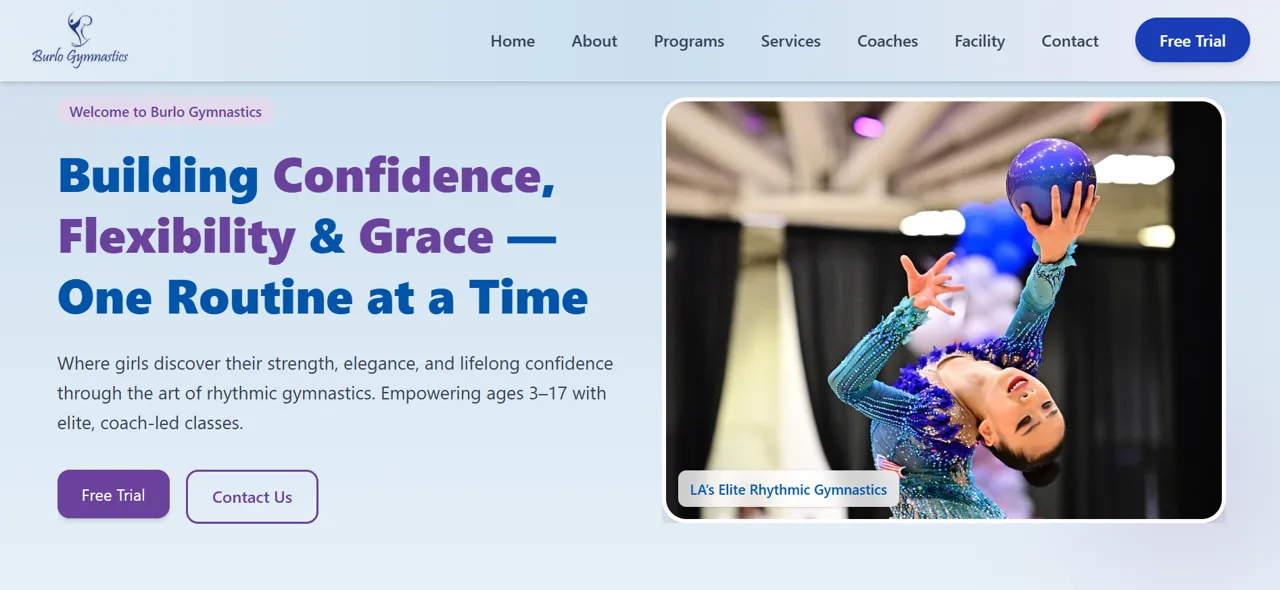 Burlo Gymnastics
Home
About
Programs
Services
Coaches
Facility
Contact
Free Trial
Welcome to Burlo Gymnastics
Building Confidence,
Flexibility & Grace —
One Routine at a Time
Where girls discover their strength, elegance, and lifelong confidence
through the art of rhythmic gymnastics. Empowering ages 3–17 with
elite, coach-led classes.
Free Trial
Contact Us
LA's Elite Rhythmic Gymnastics